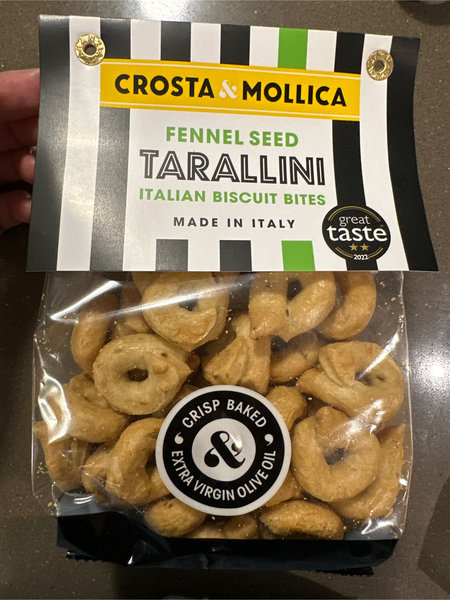 CROSTA & MOLLICA
FENNEL SEED
TARALLINI
ITALIAN BISCUIT BITES
MADE IN ITALY
great
taste
2022
CRISP BAKED
&
EXTRA VIRGIN OLIVE OIL